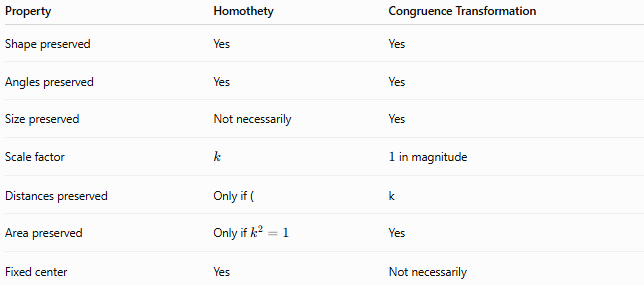 Property Homothety Congruence Transformation
Shape preserved Yes Yes
Angles preserved Yes Yes
Size preserved Not necessarily Yes
Scale factor k 1 in magnitude
Distances preserved Only if ( k
Area preserved Only if k² = 1 Yes
Fixed center Yes Not necessarily